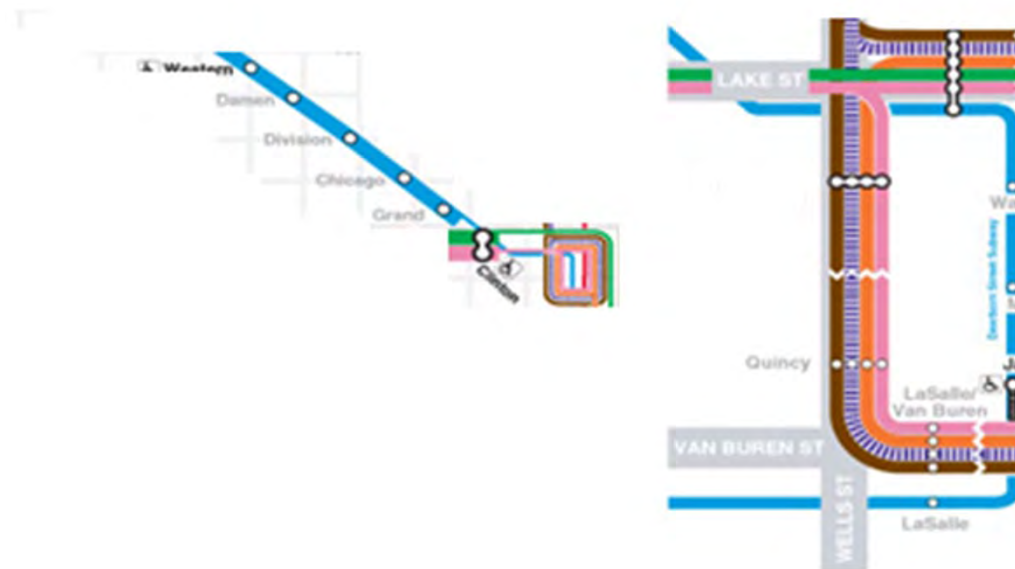 Western
Damen
Division
Chicago
Grand
Clinton
LAKE ST
Wa
Dearborn Street Subway
Quincy
LaSalle/
Van Buren
VAN BUREN ST
WELLS ST
LaSalle